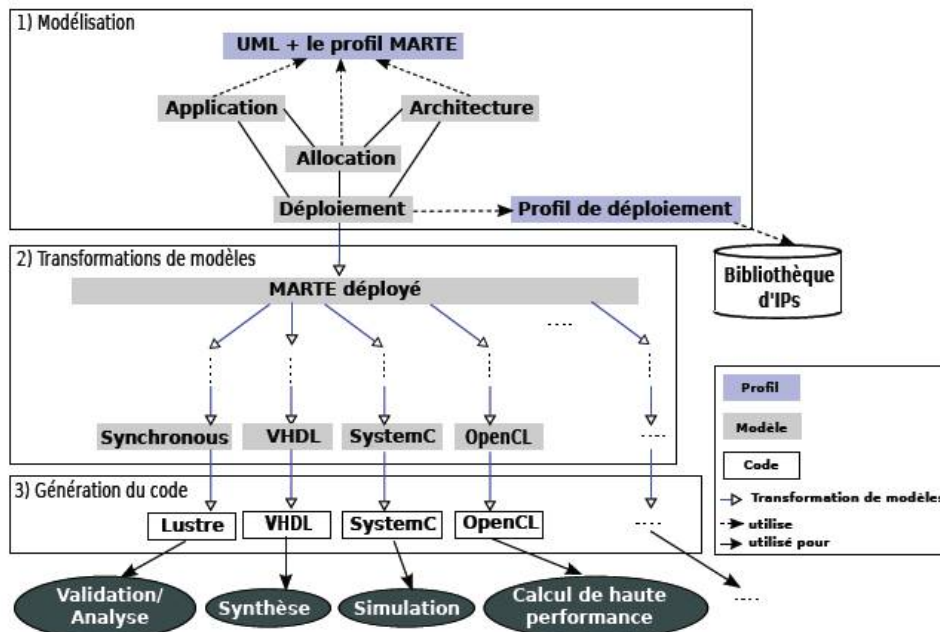 1) Modélisation
UML + le profil MARTE
Application
Architecture
Allocation
Déploiement
Profil de déploiement
Bibliothèque
d'IPs
2) Transformations de modèles
MARTE déployé
Synchronous
VHDL
SystemC
OpenCL
3) Génération du code
Lustre
VHDL
SystemC
OpenCL
Validation/
Analyse
Synthèse
Simulation
Calcul de haute
performance
Profil
Modèle
Code
Transformation de modèles
utilise
utilisé pour